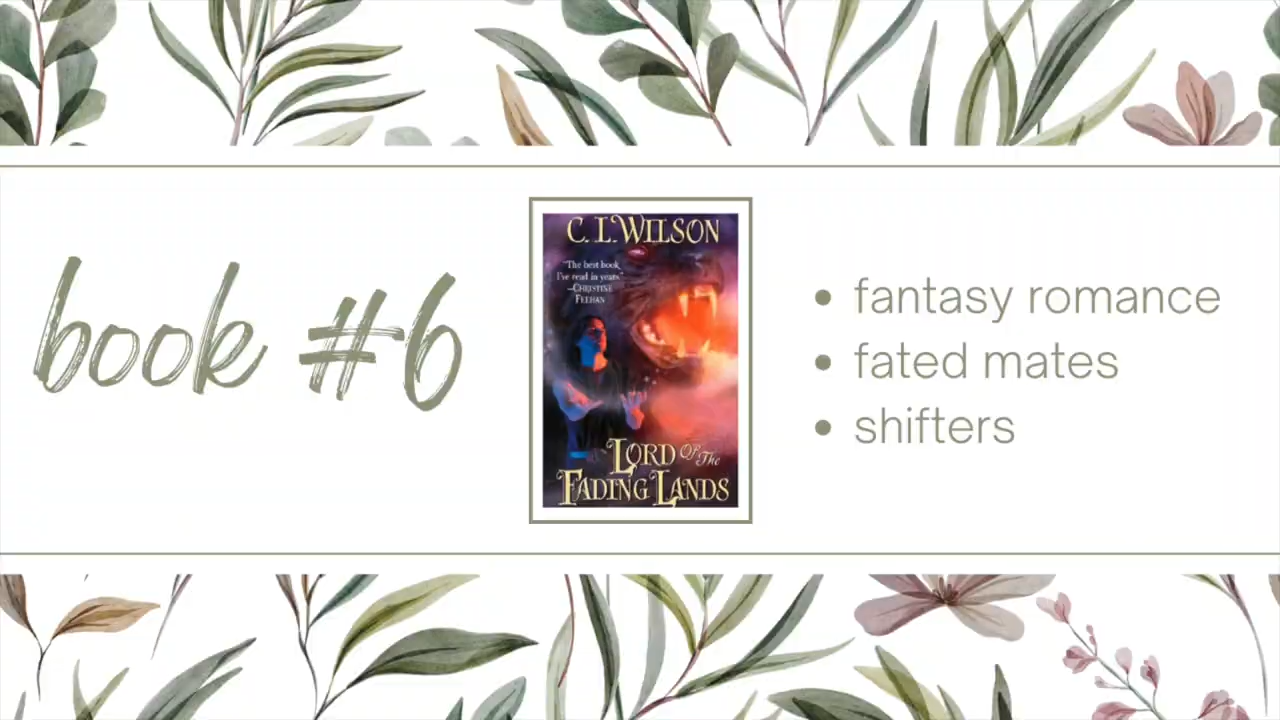 book #6
C. L. WILSON
"The best book
I've read in years"
—CHRISTINE
FEEHAN
LORD OF The
FADING LANDS
• fantasy romance
• fated mates
• shifters